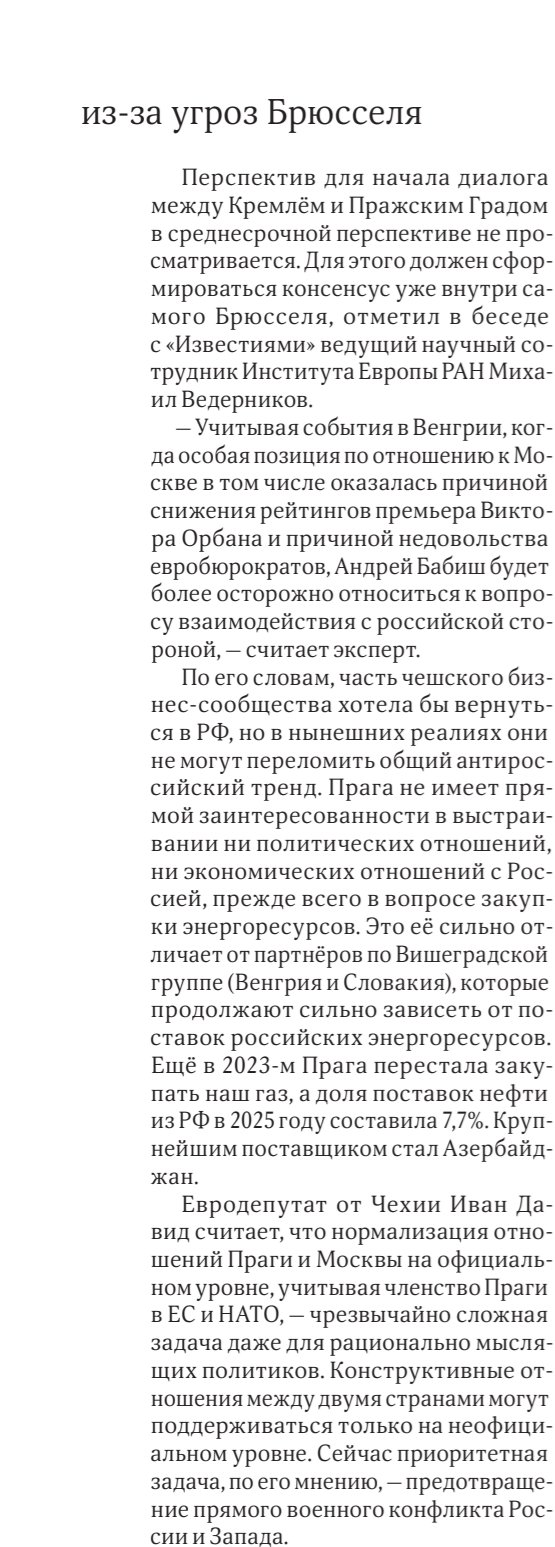 из-за угроз Брюсселя
Перспектив для начала диалога
между Кремлём и Пражским Градом
в среднесрочной перспективе не про-
сматривается. Для этого должен сфор-
мироваться консенсус уже внутри са-
мого Брюсселя, отметил в беседе
с «Известиями» ведущий научный со-
трудник Института Европы РАН Миха-
ил Ведерников.
— Учитывая события в Венгрии, ког-
да особая позиция по отношению к Мо-
скве в том числе оказалась причиной
снижения рейтингов премьера Викто-
ра Орбана и причиной недовольства
евробюрократов, Андрей Бабиш будет
более осторожно относиться к вопро-
су взаимодействия с российской сто-
роной, — считает эксперт.
По его словам, часть чешского биз-
нес-сообщества хотела бы вернуть-
ся в РФ, но в нынешних реалиях они
не могут переломить общий антирос-
сийский тренд. Прага не имеет пря-
мой заинтересованности в выстраи-
вании ни политических отношений,
ни экономических отношений с Рос-
сией, прежде всего в вопросе закуп-
ки энергоресурсов. Это её сильно от-
личает от партнёров по Вишеградской
группе (Венгрия и Словакия), которые
продолжают сильно зависеть от по-
ставок российских энергоресурсов.
Ещё в 2023-м Прага перестала заку-
пать наш газ, а доля поставок нефти
из РФ в 2025 году составила 7,7%. Круп-
нейшим поставщиком стал Азербайд-
жан.
Евродепутат от Чехии Иван Да-
вид считает, что нормализация отно-
шений Праги и Москвы на официаль-
ном уровне, учитывая членство Праги
в ЕС и НАТО, — чрезвычайно сложная
задача даже для рационально мысля-
щих политиков. Конструктивные от-
ношения между двумя странами могут
поддерживаться только на неофици-
альном уровне. Сейчас приоритетная
задача, по его мнению, — предотвраще-
ние прямого военного конфликта Рос-
сии и Запада.